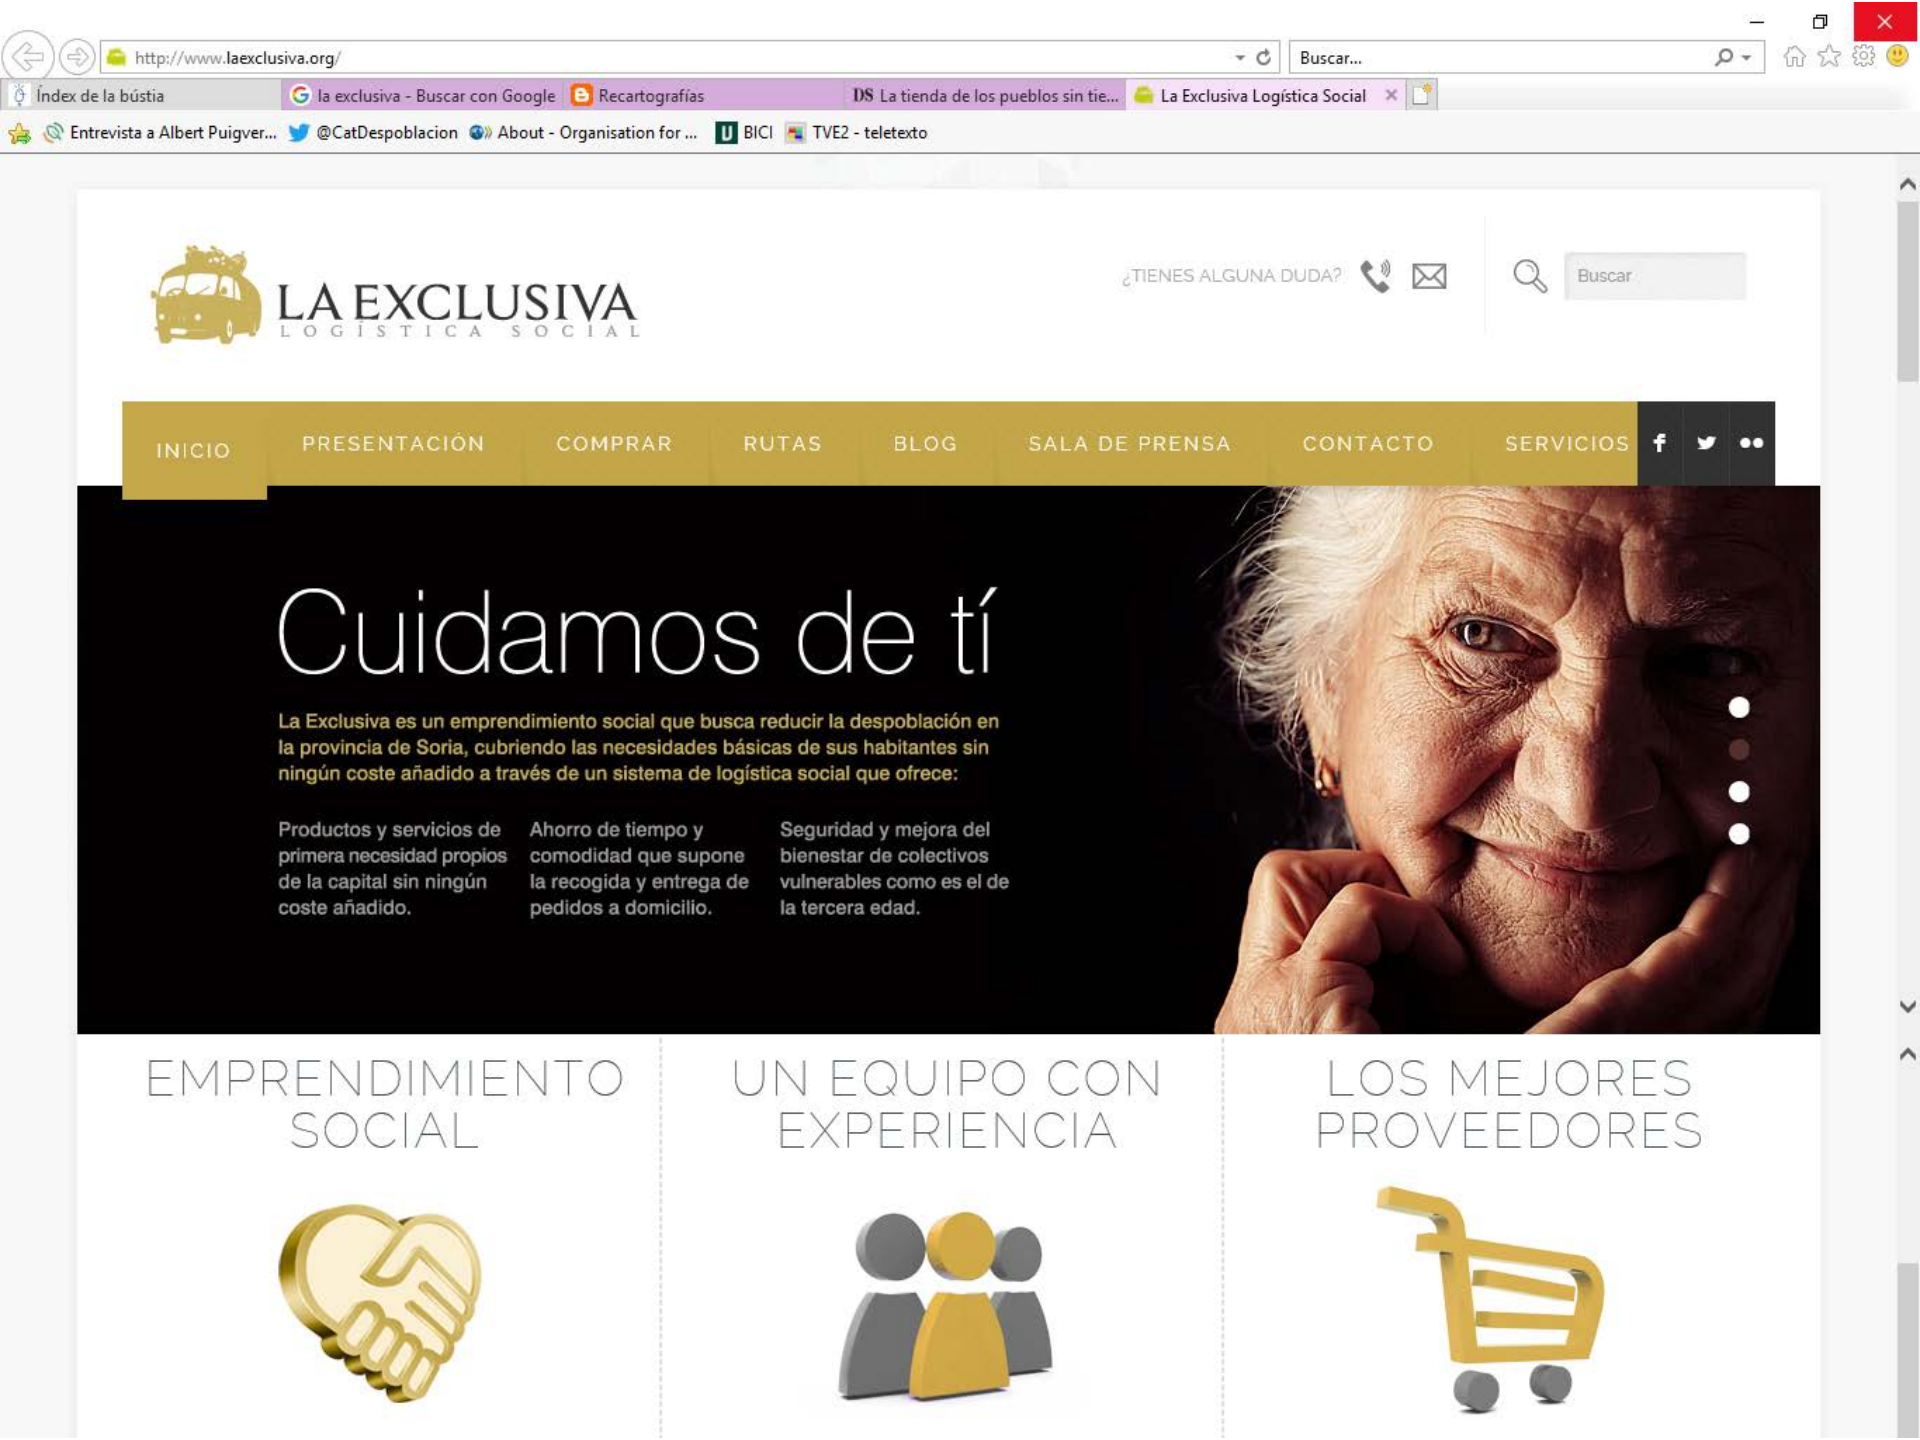 http://www.laexclusiva.org/
Buscar...
Índex de la bústia
la exclusiva - Buscar con Google
Recartografías
DS La tienda de los pueblos sin tie...
La Exclusiva Logística Social
Entrevista a Albert Puigver...
@CatDespoblacion
About - Organisation for ...
U BICI
TVE2 - teletexto
¿TIENES ALGUNA DUDA?
Buscar
LA EXCLUSIVA
LOGÍSTICA SOCIAL
INICIO
PRESENTACIÓN
COMPRAR
RUTAS
BLOG
SALA DE PRENSA
CONTACTO
SERVICIOS
Cuidamos de tí
La Exclusiva es un emprendimiento social que busca reducir la despoblación en
la provincia de Soria, cubriendo las necesidades básicas de sus habitantes sin
ningún coste añadido a través de un sistema de logística social que ofrece:
Productos y servicios de
primera necesidad propios
de la capital sin ningún
coste añadido.
Ahorro de tiempo y
comodidad que supone
la recogida y entrega de
pedidos a domicilio.
Seguridad y mejora del
bienestar de colectivos
vulnerables como es el de
la tercera edad.
EMPRENDIMIENTO
SOCIAL
UN EQUIPO CON
EXPERIENCIA
LOS MEJORES
PROVEEDORES